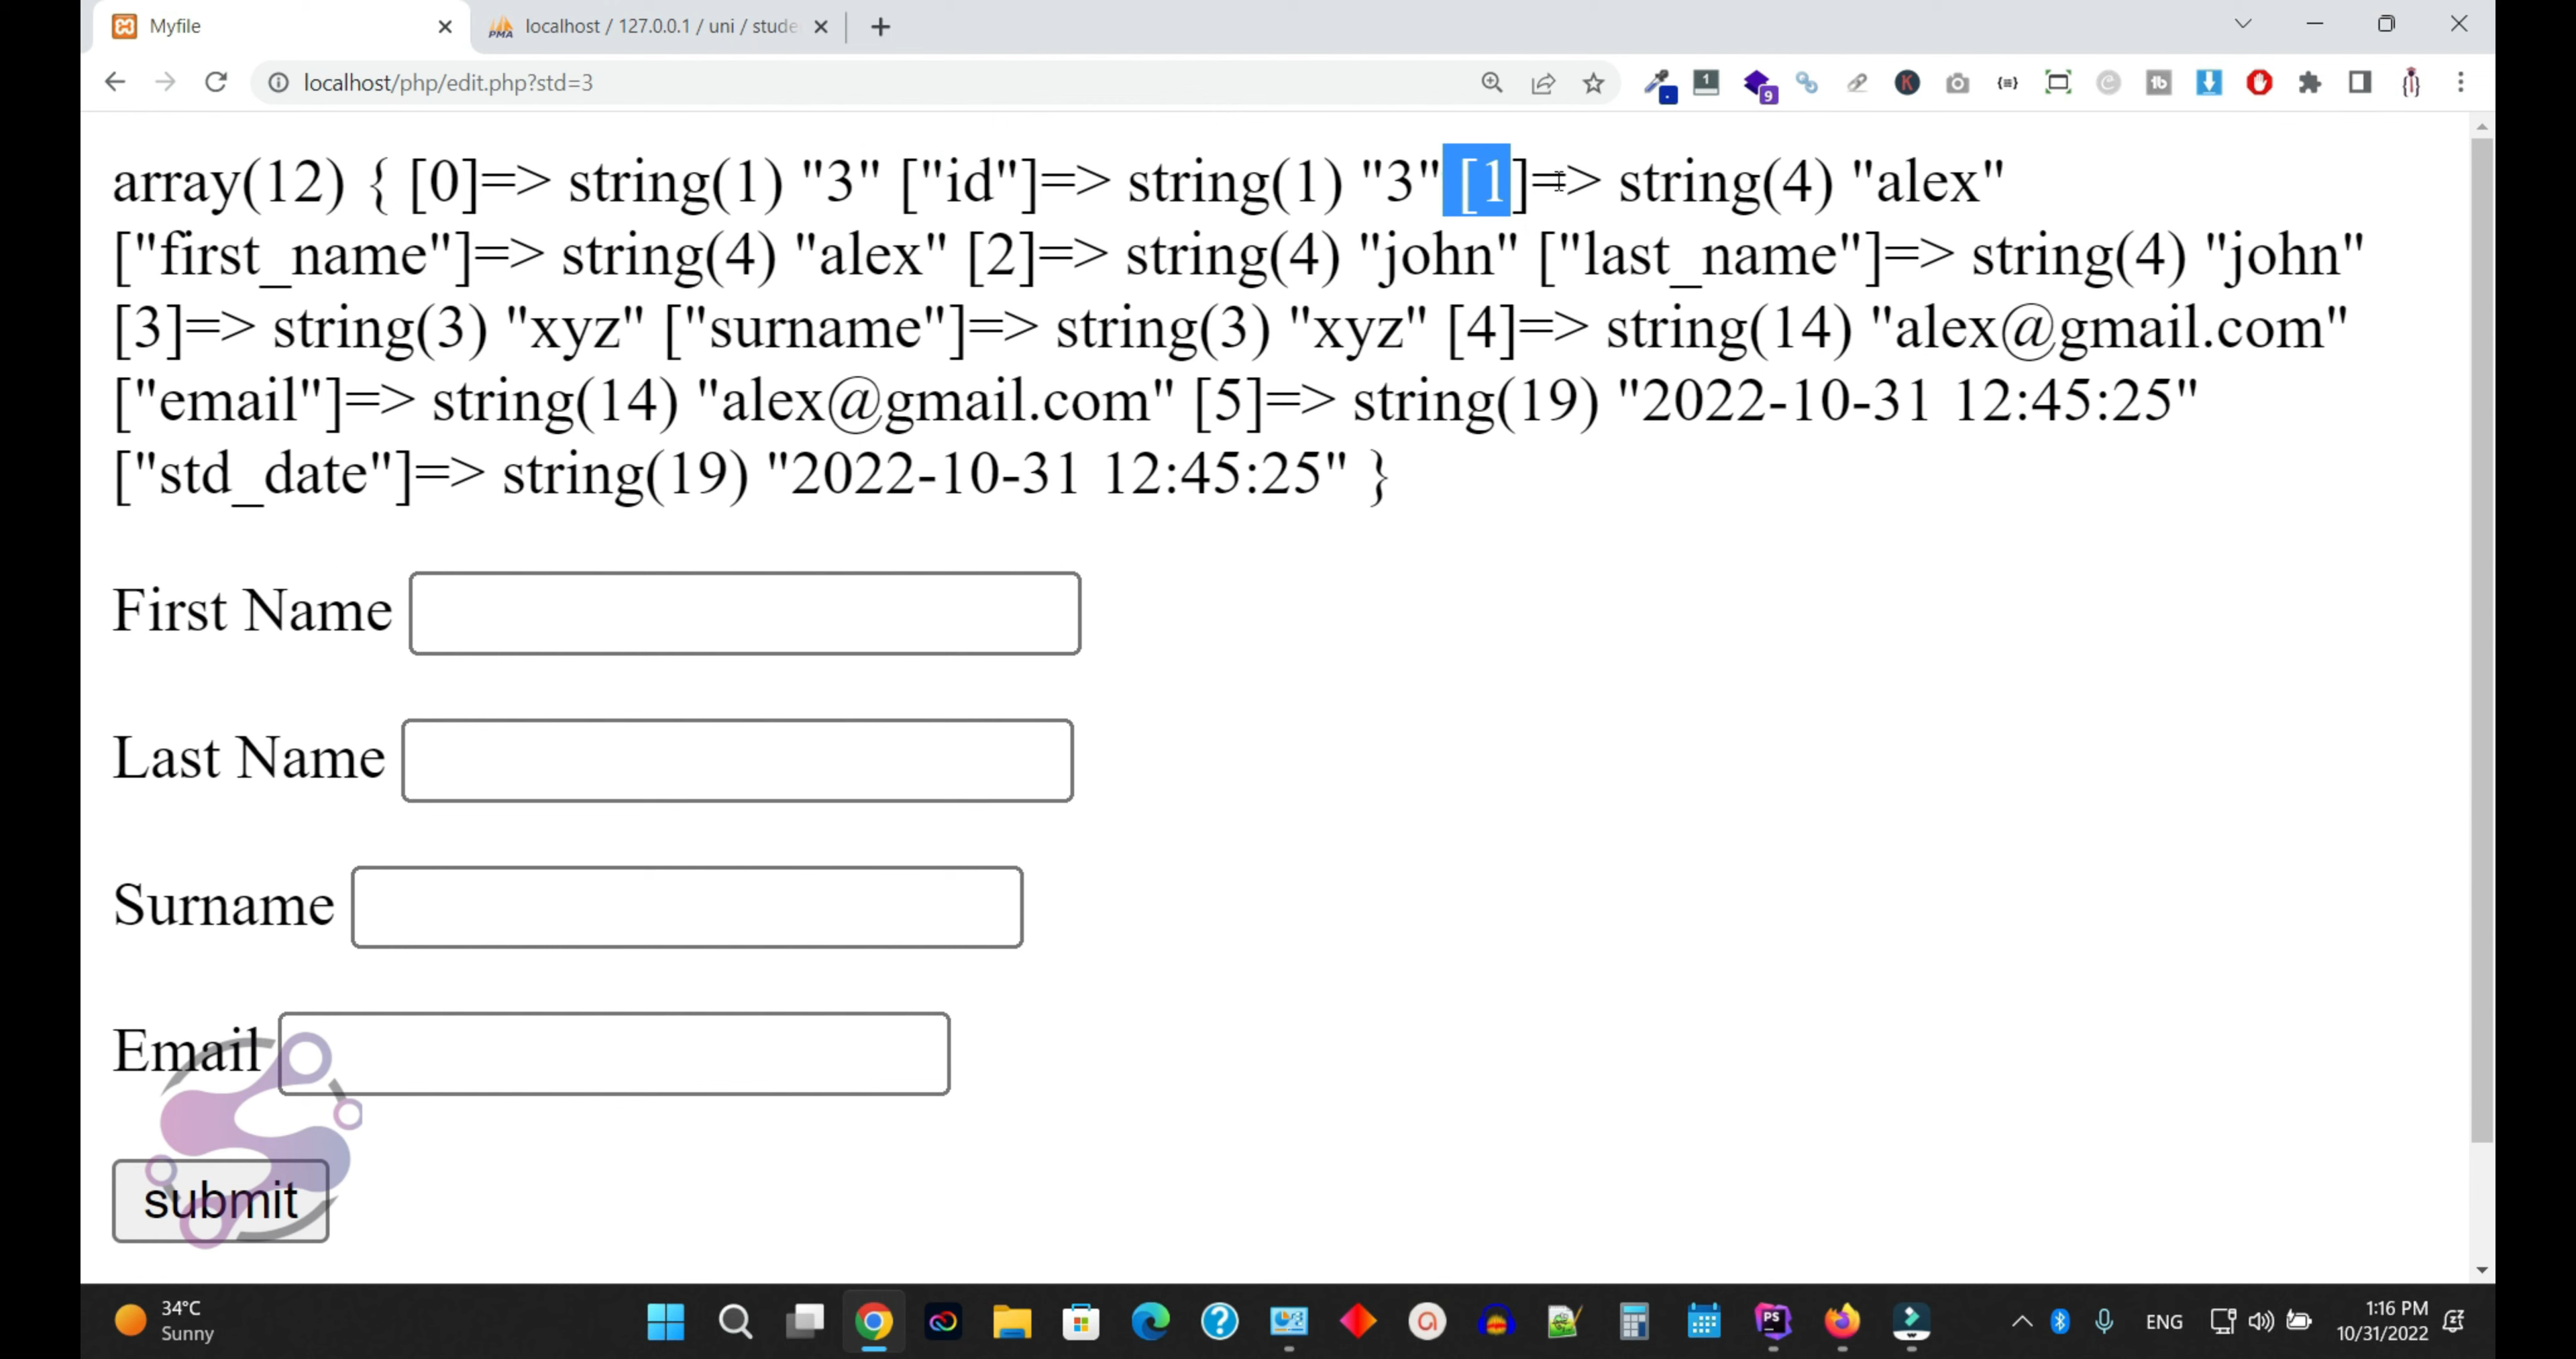 Myfile
localhost / 127.0.0.1 / uni / stude
localhost/php/edit.php?std=3
array(12) { [0]=> string(1) "3" ["id"]=> string(1) "3" [1]=> string(4) "alex"
["first_name"]=> string(4) "alex" [2]=> string(4) "john" ["last_name"]=> string(4) "john"
[3]=> string(3) "xyz" ["surname"]=> string(3) "xyz" [4]=> string(14) "alex@gmail.com"
["email"]=> string(14) "alex@gmail.com" [5]=> string(19) "2022-10-31 12:45:25"
["std_date"]=> string(19) "2022-10-31 12:45:25" }
First Name
Last Name
Surname
Email
submit
34°C
Sunny
ENG
1:16 PM
10/31/2022